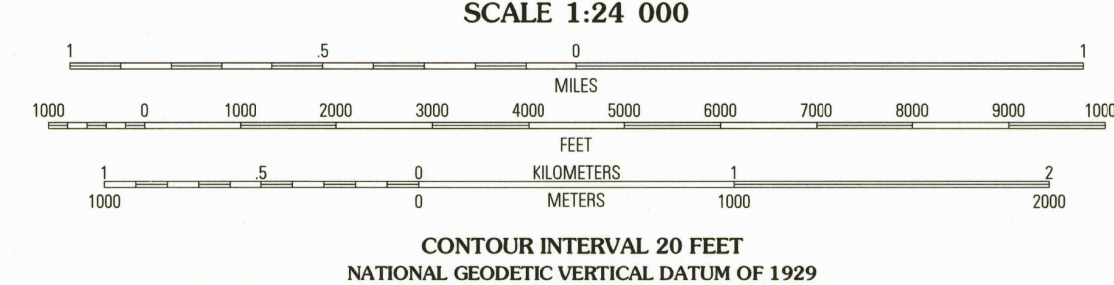 SCALE 1:24 000
1 .5 0 1
MILES
1000 0 1000 2000 3000 4000 5000 6000 7000 8000 9000 1000
FEET
1 .5 0 KILOMETERS 1 2
1000 0 METERS 1000 2000
CONTOUR INTERVAL 20 FEET
NATIONAL GEODETIC VERTICAL DATUM OF 1929